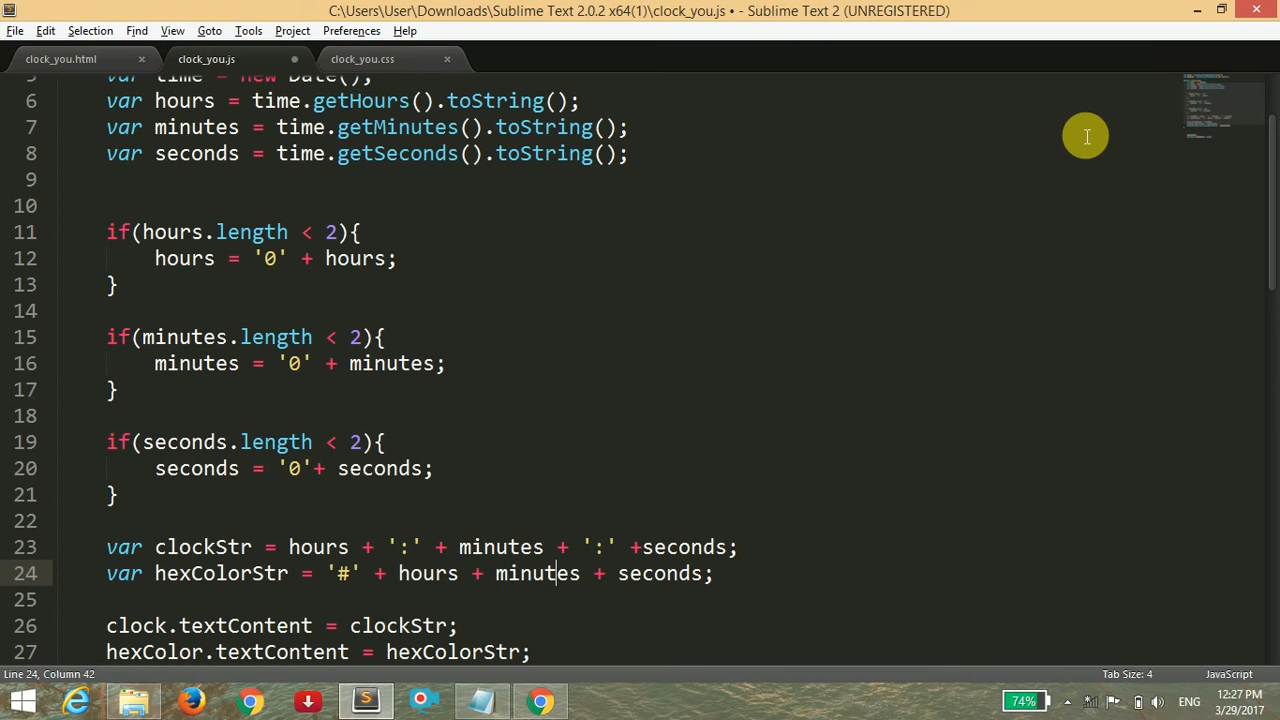 C:\Users\User\Downloads\Sublime Text 2.0.2 x64(1)\clock_you.js • - Sublime Text 2 (UNREGISTERED)
File Edit Selection Find View Goto Tools Project Preferences Help
clock_you.html clock_you.js clock_you.css
5 var time = new Date();
6 var hours = time.getHours().toString();
7 var minutes = time.getMinutes().toString();
8 var seconds = time.getSeconds().toString();
9
10
11 if(hours.length < 2){
12 hours = '0' + hours;
13 }
14
15 if(minutes.length < 2){
16 minutes = '0' + minutes;
17 }
18
19 if(seconds.length < 2){
20 seconds = '0'+ seconds;
21 }
22
23 var clockStr = hours + ':' + minutes + ':' +seconds;
24 var hexColorStr = '#' + hours + minutes + seconds;
25
26 clock.textContent = clockStr;
27 hexColor.textContent = hexColorStr;
Line 24, Column 42 Tab Size: 4 JavaScript
74% ENG 12:27 PM
3/29/2017